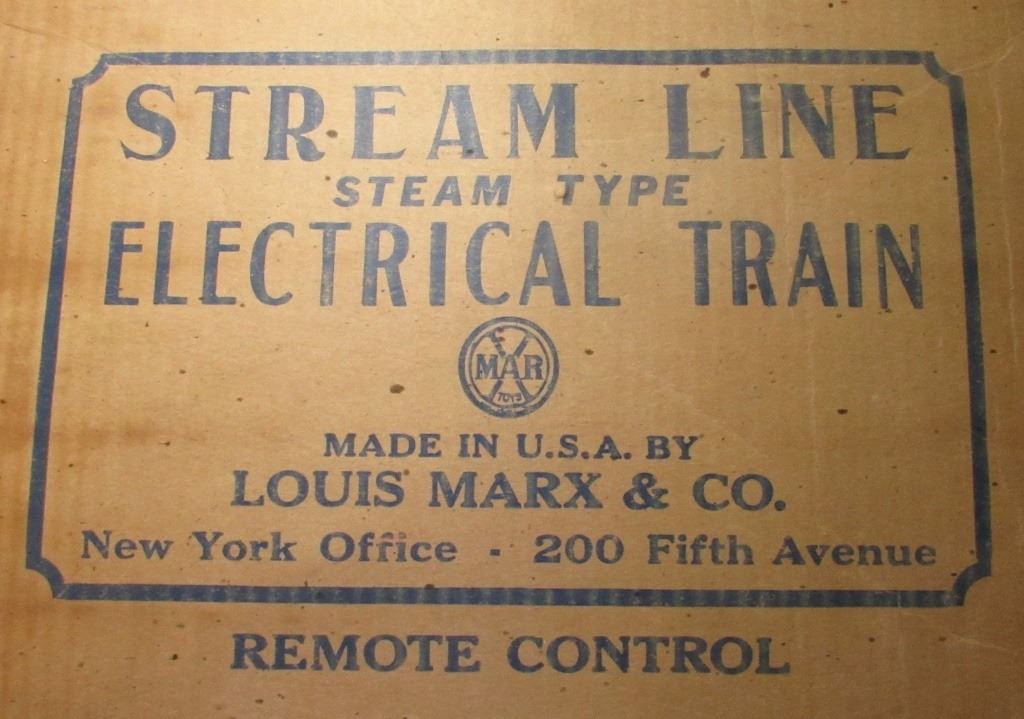 STREAM LINE
STEAM TYPE
ELECTRICAL TRAIN
MAR
TOYS
MADE IN U.S.A. BY
LOUIS MARX & CO.
New York Office - 200 Fifth Avenue
REMOTE CONTROL